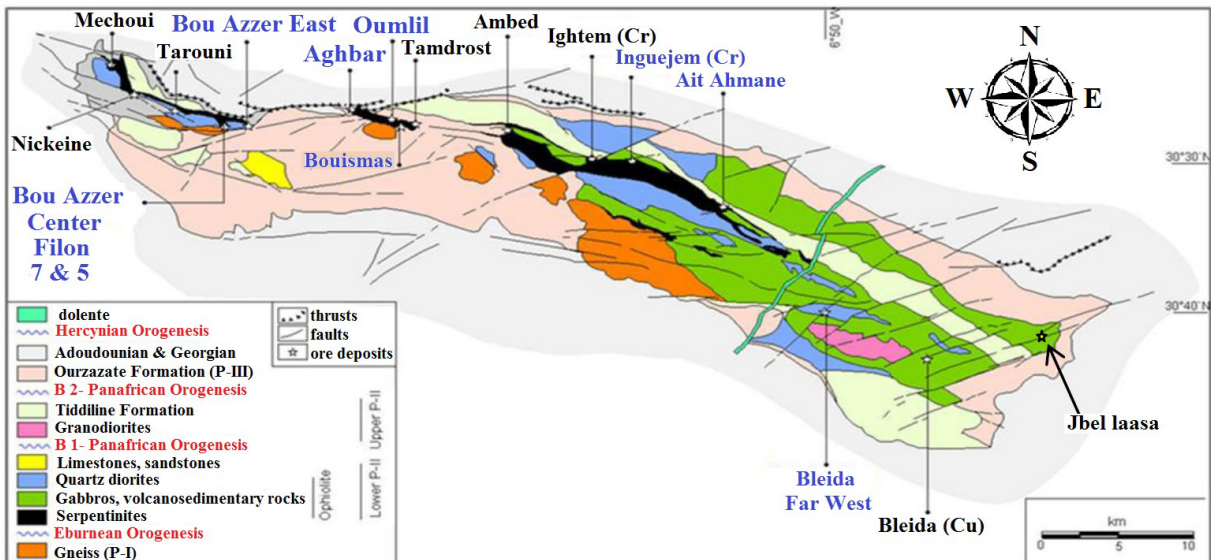 Mechoui
Tarouni
Bou Azzer East
Oumlil
Aghbar
Tamdrost
Ambed
Ightem (Cr)
Inguejem (Cr)
Ait Ahmane
6°50_W
N
W
E
S
Nickeine
Bouismas
30°30´N
Bou Azzer
Center
Filon
7 & 5
30°40´N
Jbel laasa
Bleida
Far West
Bleida (Cu)
dolente
Hercynian Orogenesis
Adoudounian & Georgian
Ourzazate Formation (P-III)
B 2- Panafrican Orogenesis
Tiddiline Formation
Granodiorites
B 1- Panafrican Orogenesis
Limestones, sandstones
Quartz diorites
Gabbros, volcanosedimentary rocks
Serpentinites
Eburnean Orogenesis
Gneiss (P-I)
Ophiolite
Lower P-II
Upper P-II
thrusts
faults
ore deposits
km
0 5 10